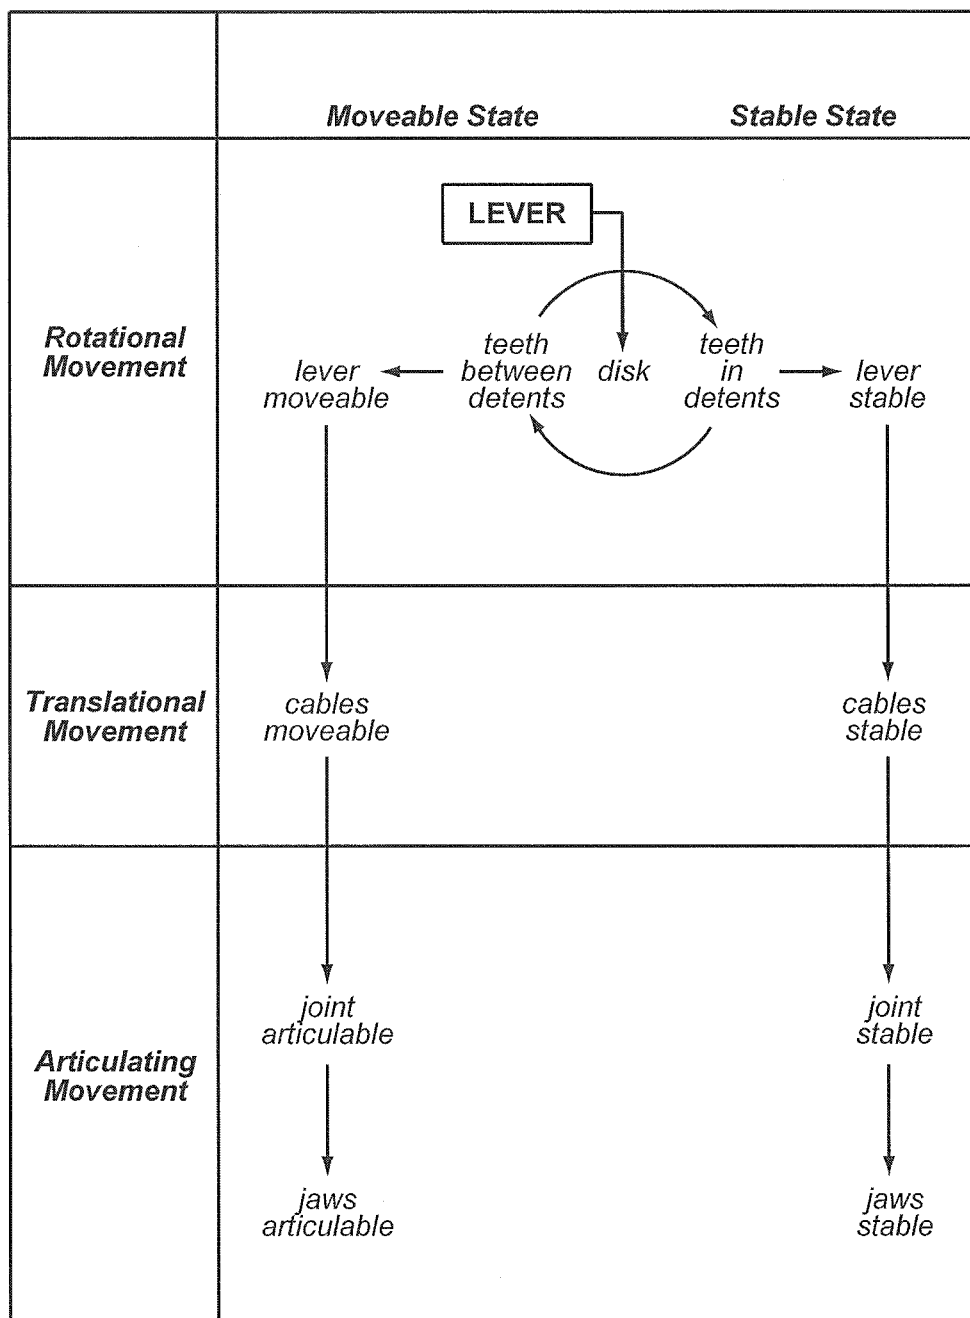 Moveable State
Stable State
LEVER
Rotational
Movement
lever
moveable
teeth
between
detents
disk
teeth
in
detents
lever
stable
Translational
Movement
cables
moveable
cables
stable
Articulating
Movement
joint
articulable
joint
stable
jaws
articulable
jaws
stable